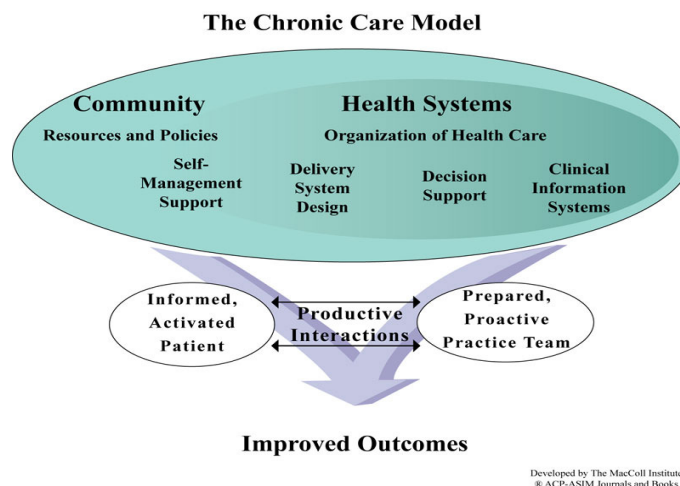 The Chronic Care Model
Community
Health Systems
Resources and Policies
Organization of Health Care
Self-
Management
Support
Delivery
System
Design
Decision
Support
Clinical
Information
Systems
Informed,
Activated
Patient
Productive
Interactions
Prepared,
Proactive
Practice Team
Improved Outcomes
Developed by The MacColl Institute
® ACP-ASIM Journals and Books